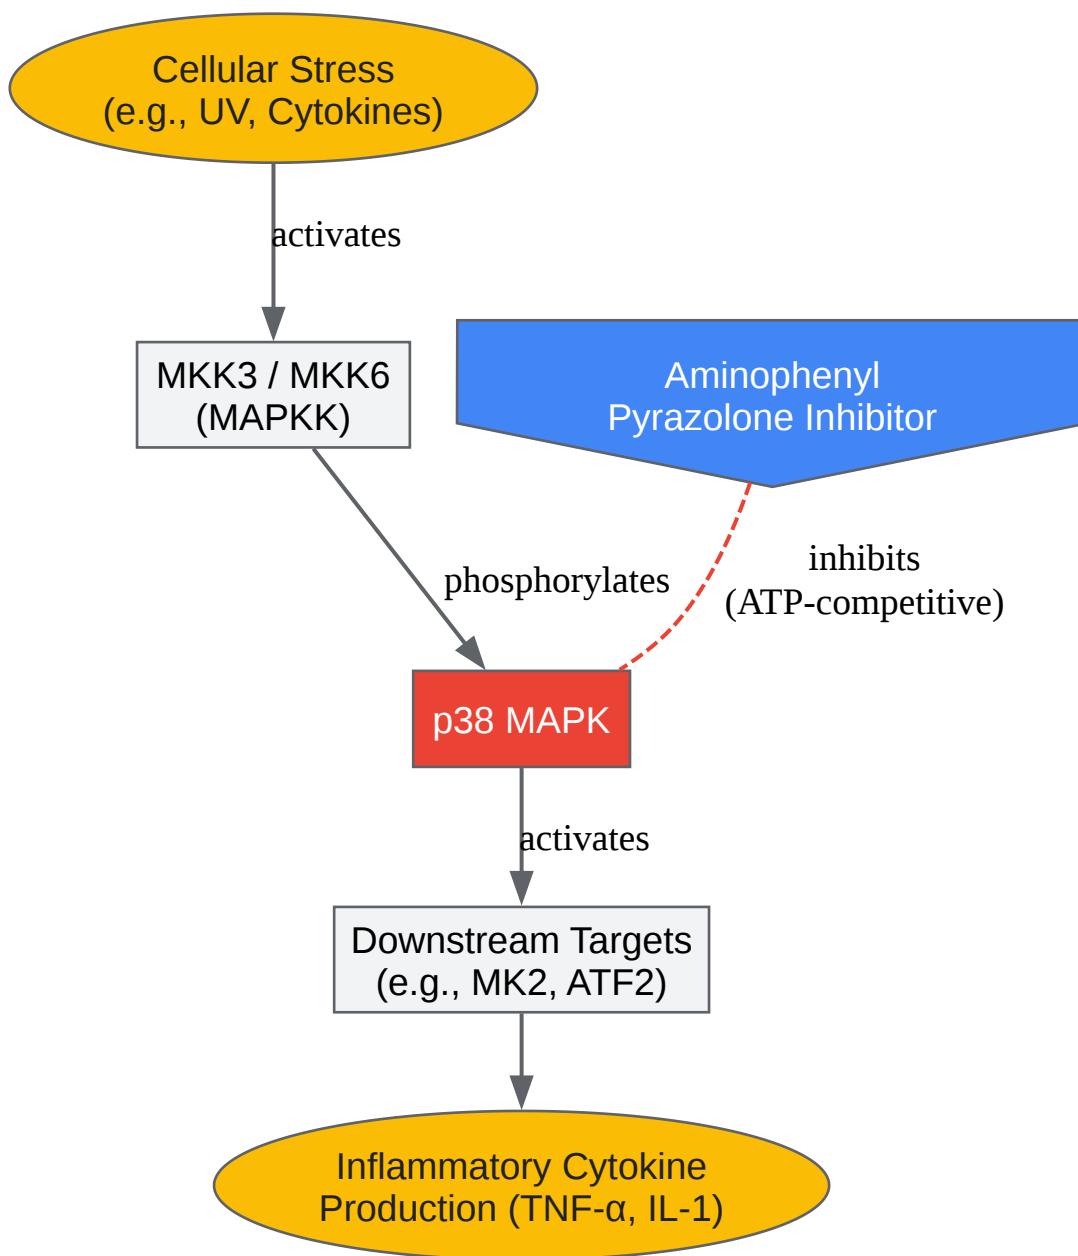 Cellular Stress
(e.g., UV, Cytokines)
activates
MKK3 / MKK6
(MAPKK)
Aminophenyl
Pyrazolone Inhibitor
phosphorylates
inhibits
(ATP-competitive)
p38 MAPK
activates
Downstream Targets
(e.g., MK2, ATF2)
Inflammatory Cytokine
Production (TNF-α, IL-1)